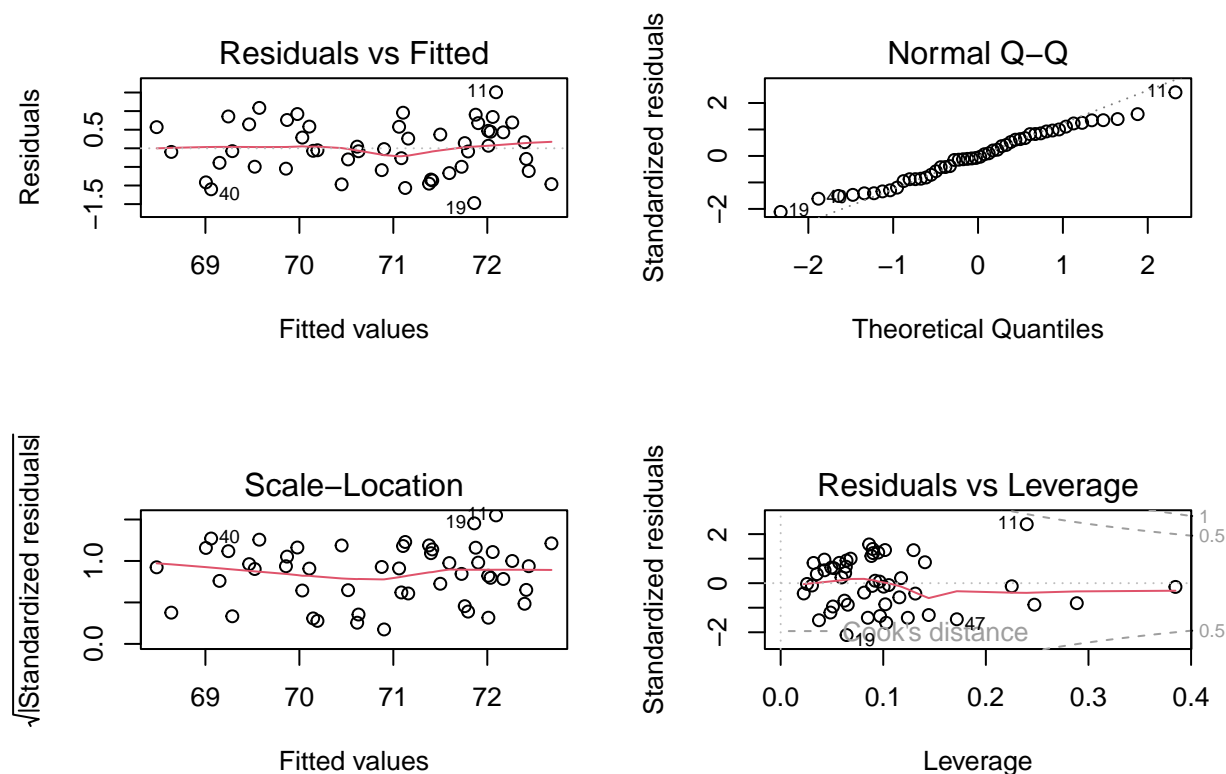 Residuals vs Fitted
Residuals
0.5
−1.5
11
40
19
69 70 71 72
Fitted values
Normal Q−Q
Standardized residuals
2
0
−2
11
19
40
−2 −1 0 1 2
Theoretical Quantiles
Scale−Location
√|Standardized residuals|
1.0
0.0
40
19
11
69 70 71 72
Fitted values
Residuals vs Leverage
Standardized residuals
2
0
−2
11
47
19
Cook's distance
1
0.5
0.5
0.0 0.1 0.2 0.3 0.4
Leverage